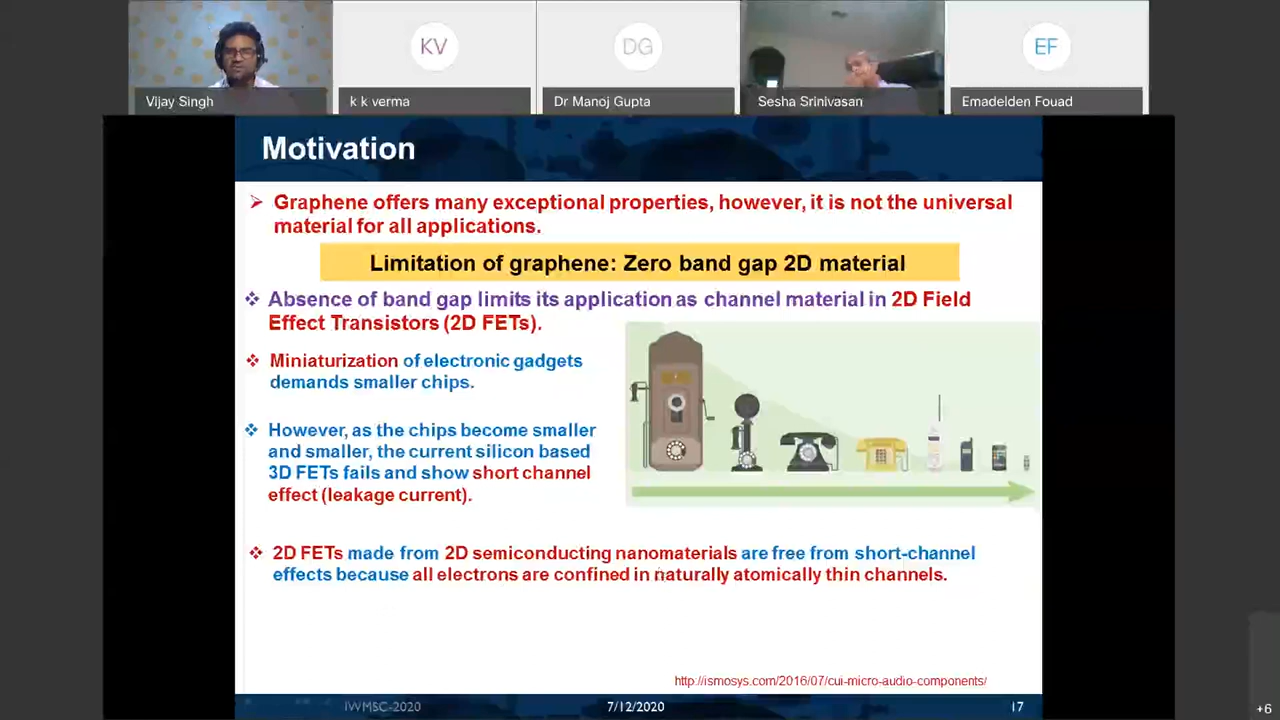 KV
DG
EF
Vijay Singh
k k verma
Dr Manoj Gupta
Sesha Srinivasan
Emadelden Fouad
Motivation
Graphene offers many exceptional properties, however, it is not the universal
material for all applications.
Limitation of graphene: Zero band gap 2D material
Absence of band gap limits its application as channel material in 2D Field
Effect Transistors (2D FETs).
Miniaturization of electronic gadgets
demands smaller chips.
However, as the chips become smaller
and smaller, the current silicon based
3D FETs fails and show short channel
effect (leakage current).
2D FETs made from 2D semiconducting nanomaterials are free from short-channel
effects because all electrons are confined in naturally atomically thin channels.
http://ismosys.com/2016/07/cui-micro-audio-components/
IWMSC-2020
7/12/2020
17
+6